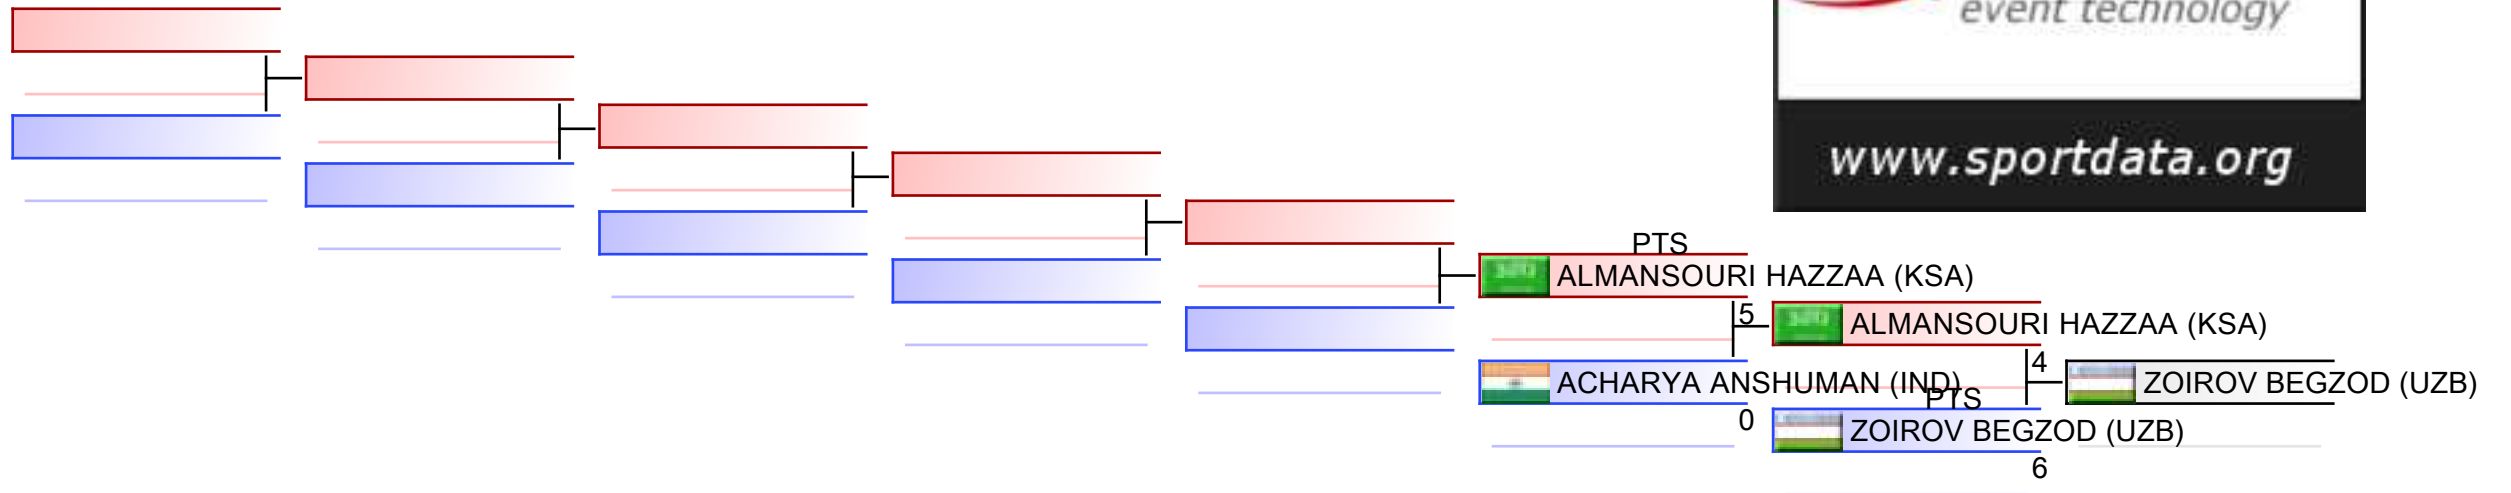 event technology
www.sportdata.org
PTS
ALMANSOURI HAZZAA (KSA)
5
ALMANSOURI HAZZAA (KSA)
4
ACHARYA ANSHUMAN (IND)
ZOIROV BEGZOD (UZB)
PTS
0
ZOIROV BEGZOD (UZB)
6